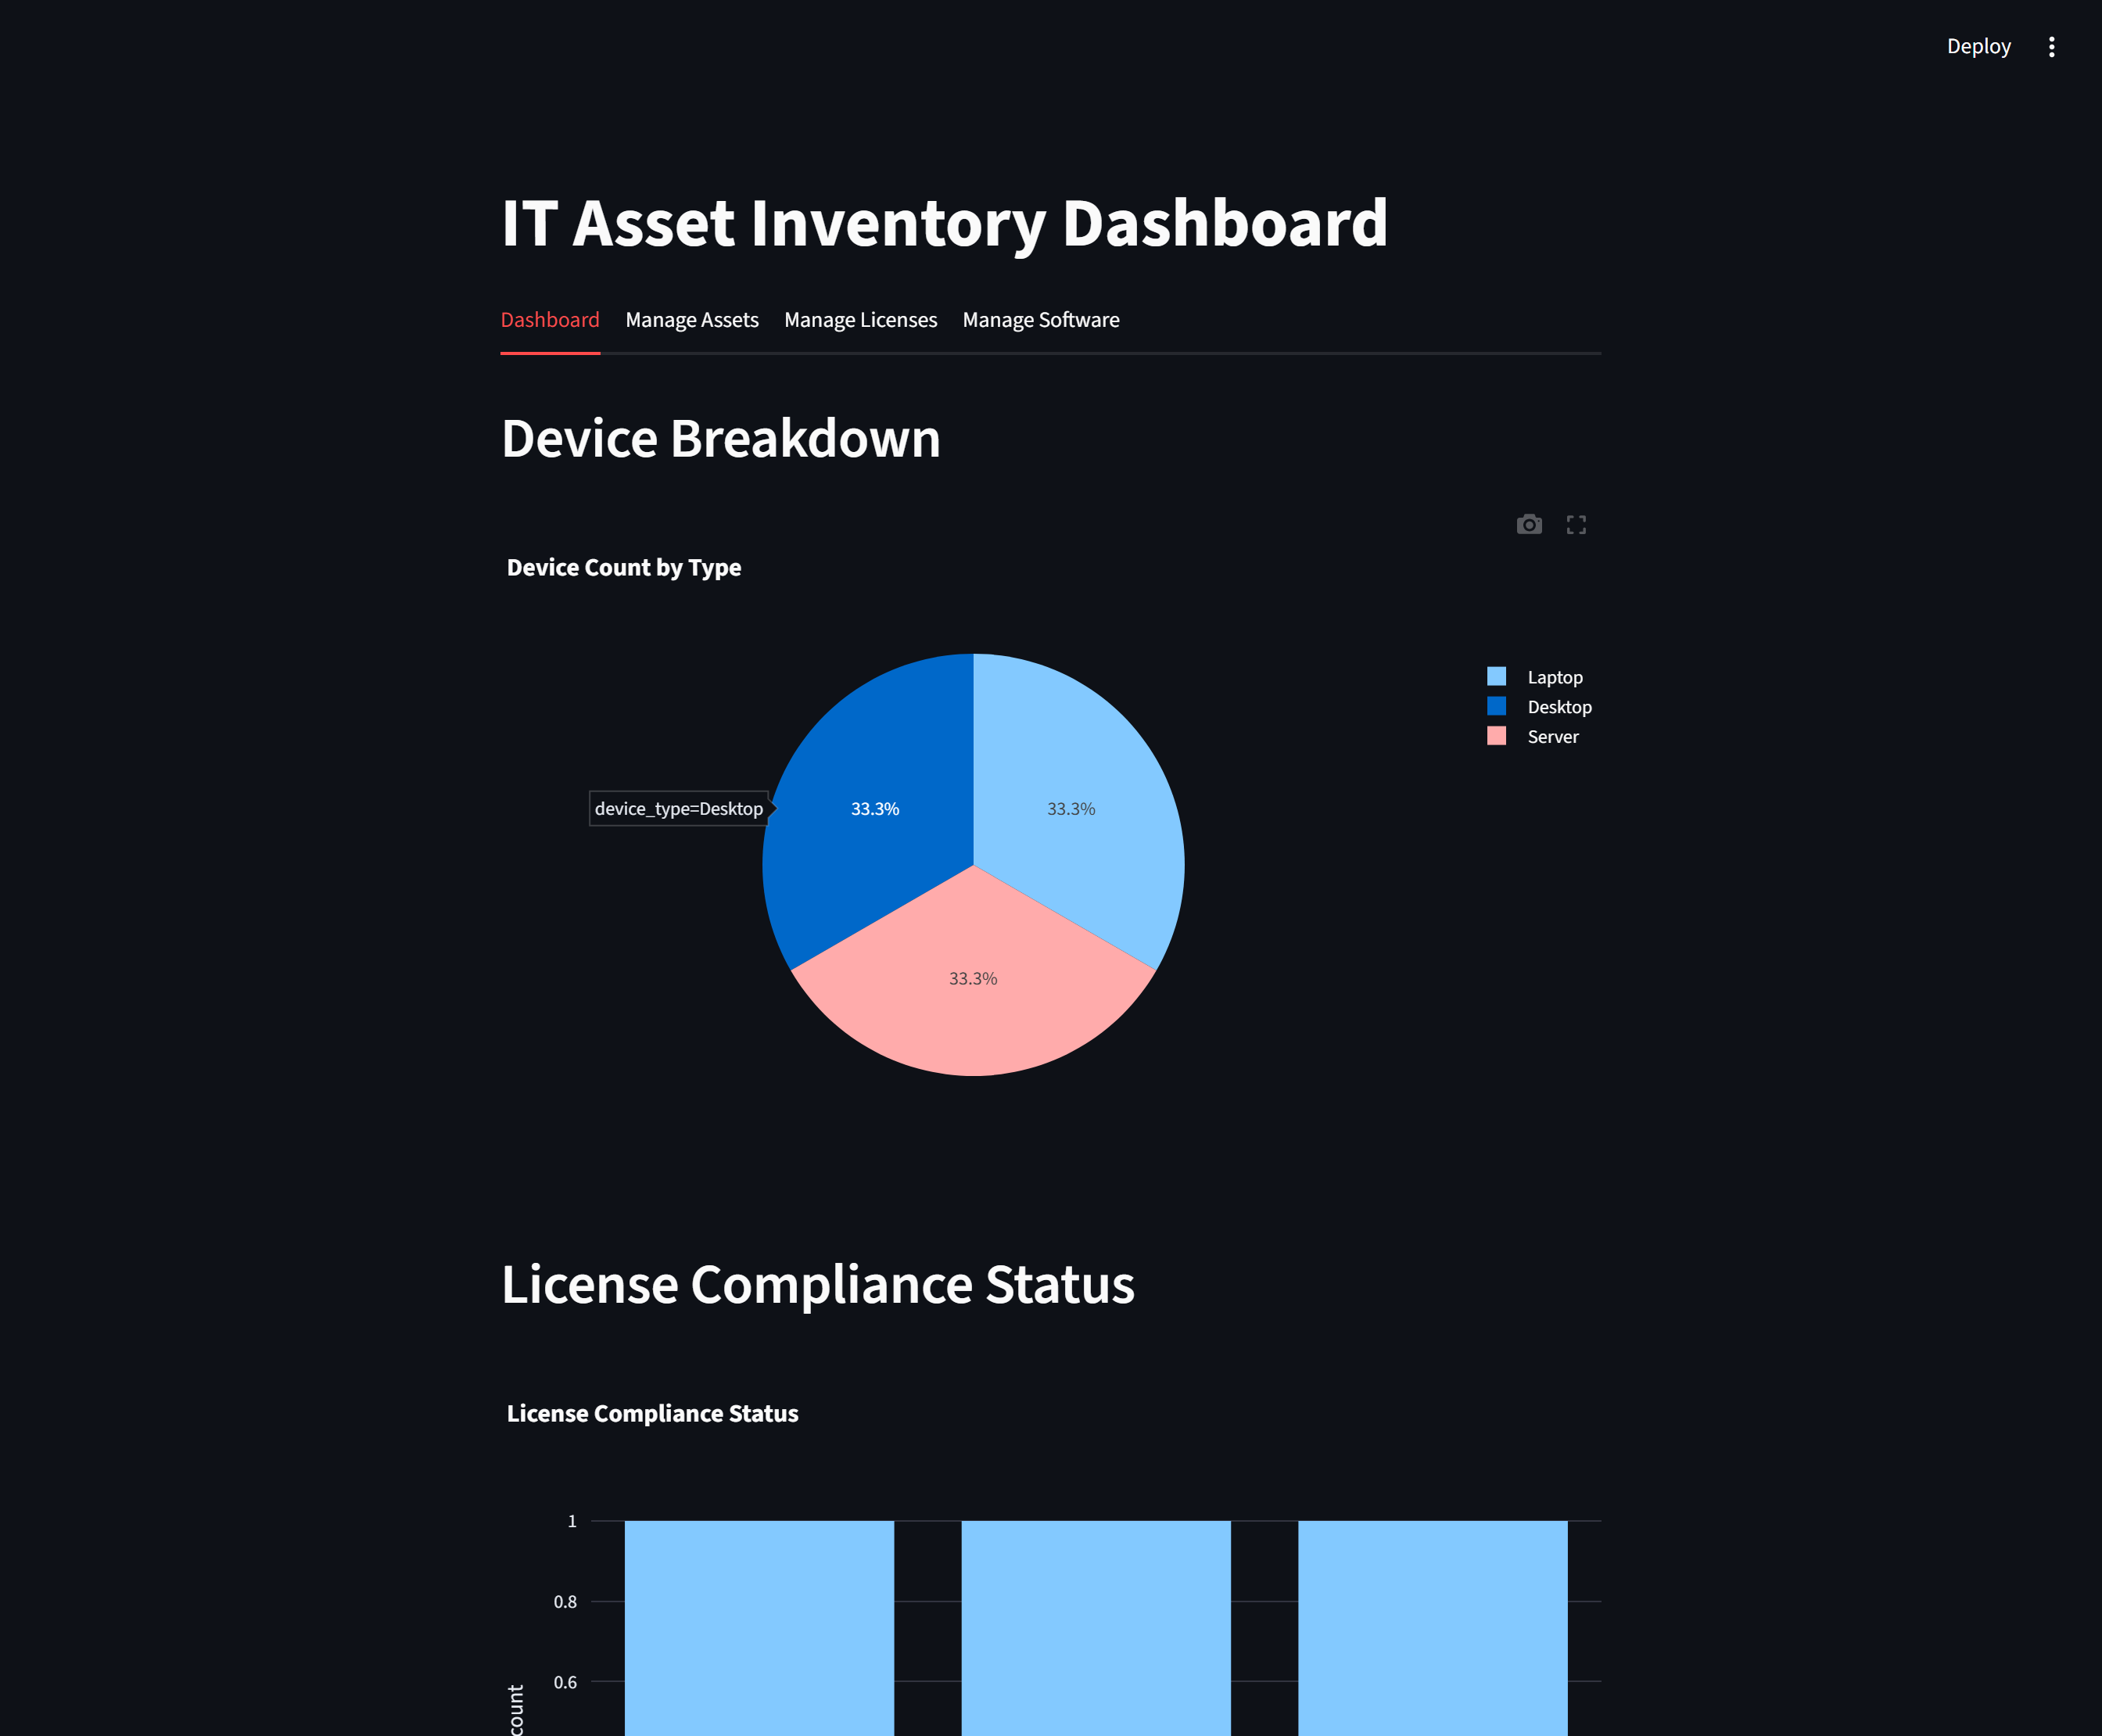 Deploy
IT Asset Inventory Dashboard
Dashboard Manage Assets Manage Licenses Manage Software
Device Breakdown
Device Count by Type
Laptop
Desktop
Server
device_type=Desktop
33.3%
33.3%
33.3%
License Compliance Status
License Compliance Status
1
0.8
0.6
count